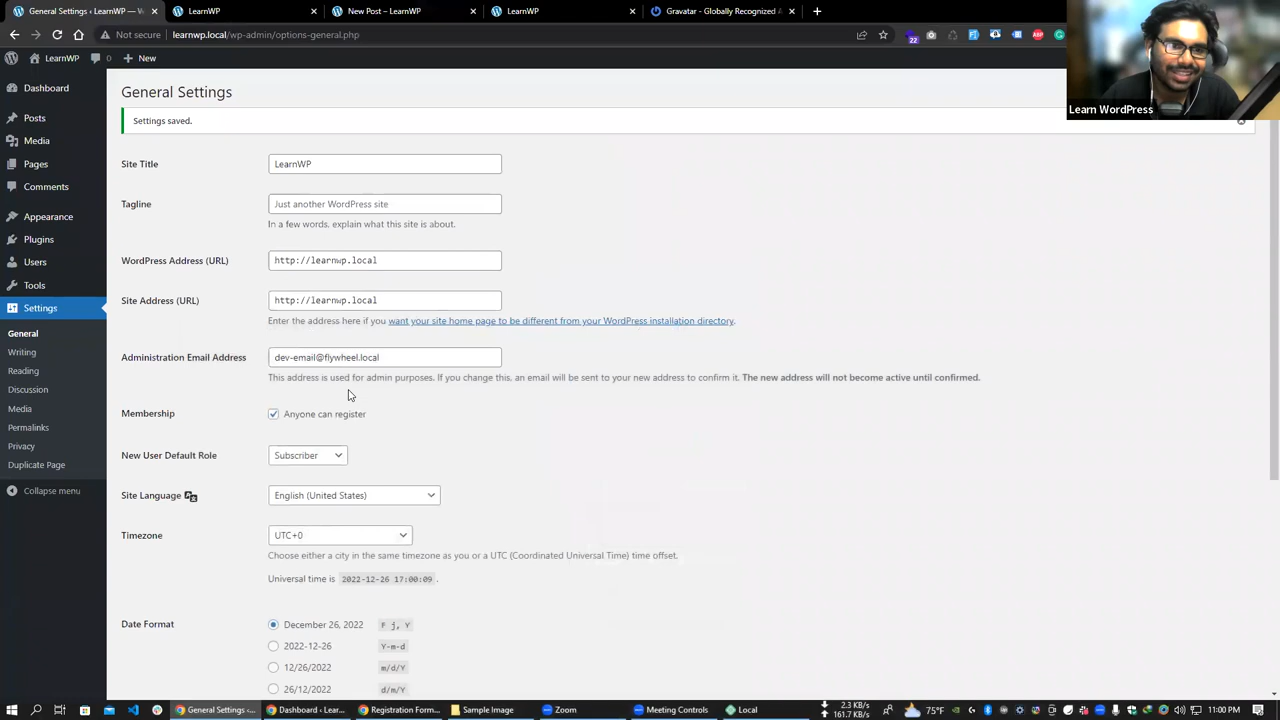 General Settings ‹ LearnWP — W
LearnWP
New Post – LearnWP
LearnWP
Gravatar - Globally Recognized A
Not secure
learnwp.local/wp-admin/options-general.php
22
LearnWP
0
New
Learn WordPress
Dashboard
Posts
Media
Pages
Comments
Appearance
Plugins
Users
Tools
Settings
General
Writing
Reading
Discussion
Media
Permalinks
Privacy
Duplicate Page
Collapse menu
General Settings
Settings saved.
Site Title
LearnWP
Tagline
Just another WordPress site
In a few words, explain what this site is about.
WordPress Address (URL)
http://learnwp.local
Site Address (URL)
http://learnwp.local
Enter the address here if you want your site home page to be different from your WordPress installation directory.
Administration Email Address
dev-email@flywheel.local
This address is used for admin purposes. If you change this, an email will be sent to your new address to confirm it. The new address will not become active until confirmed.
Membership
Anyone can register
New User Default Role
Subscriber
Site Language
English (United States)
Timezone
UTC+0
Choose either a city in the same timezone as you or a UTC (Coordinated Universal Time) time offset.
Universal time is 2022-12-26 17:00:09 .
Date Format
December 26, 2022 F j, Y
2022-12-26 Y-m-d
12/26/2022 m/d/Y
26/12/2022 d/m/Y
General Settings ‹...
Dashboard ‹ Lear...
Registration Form...
Sample Image
Zoom
Meeting Controls
Local
2.3 KB/s
161.7 KB/s
75°F
11:00 PM